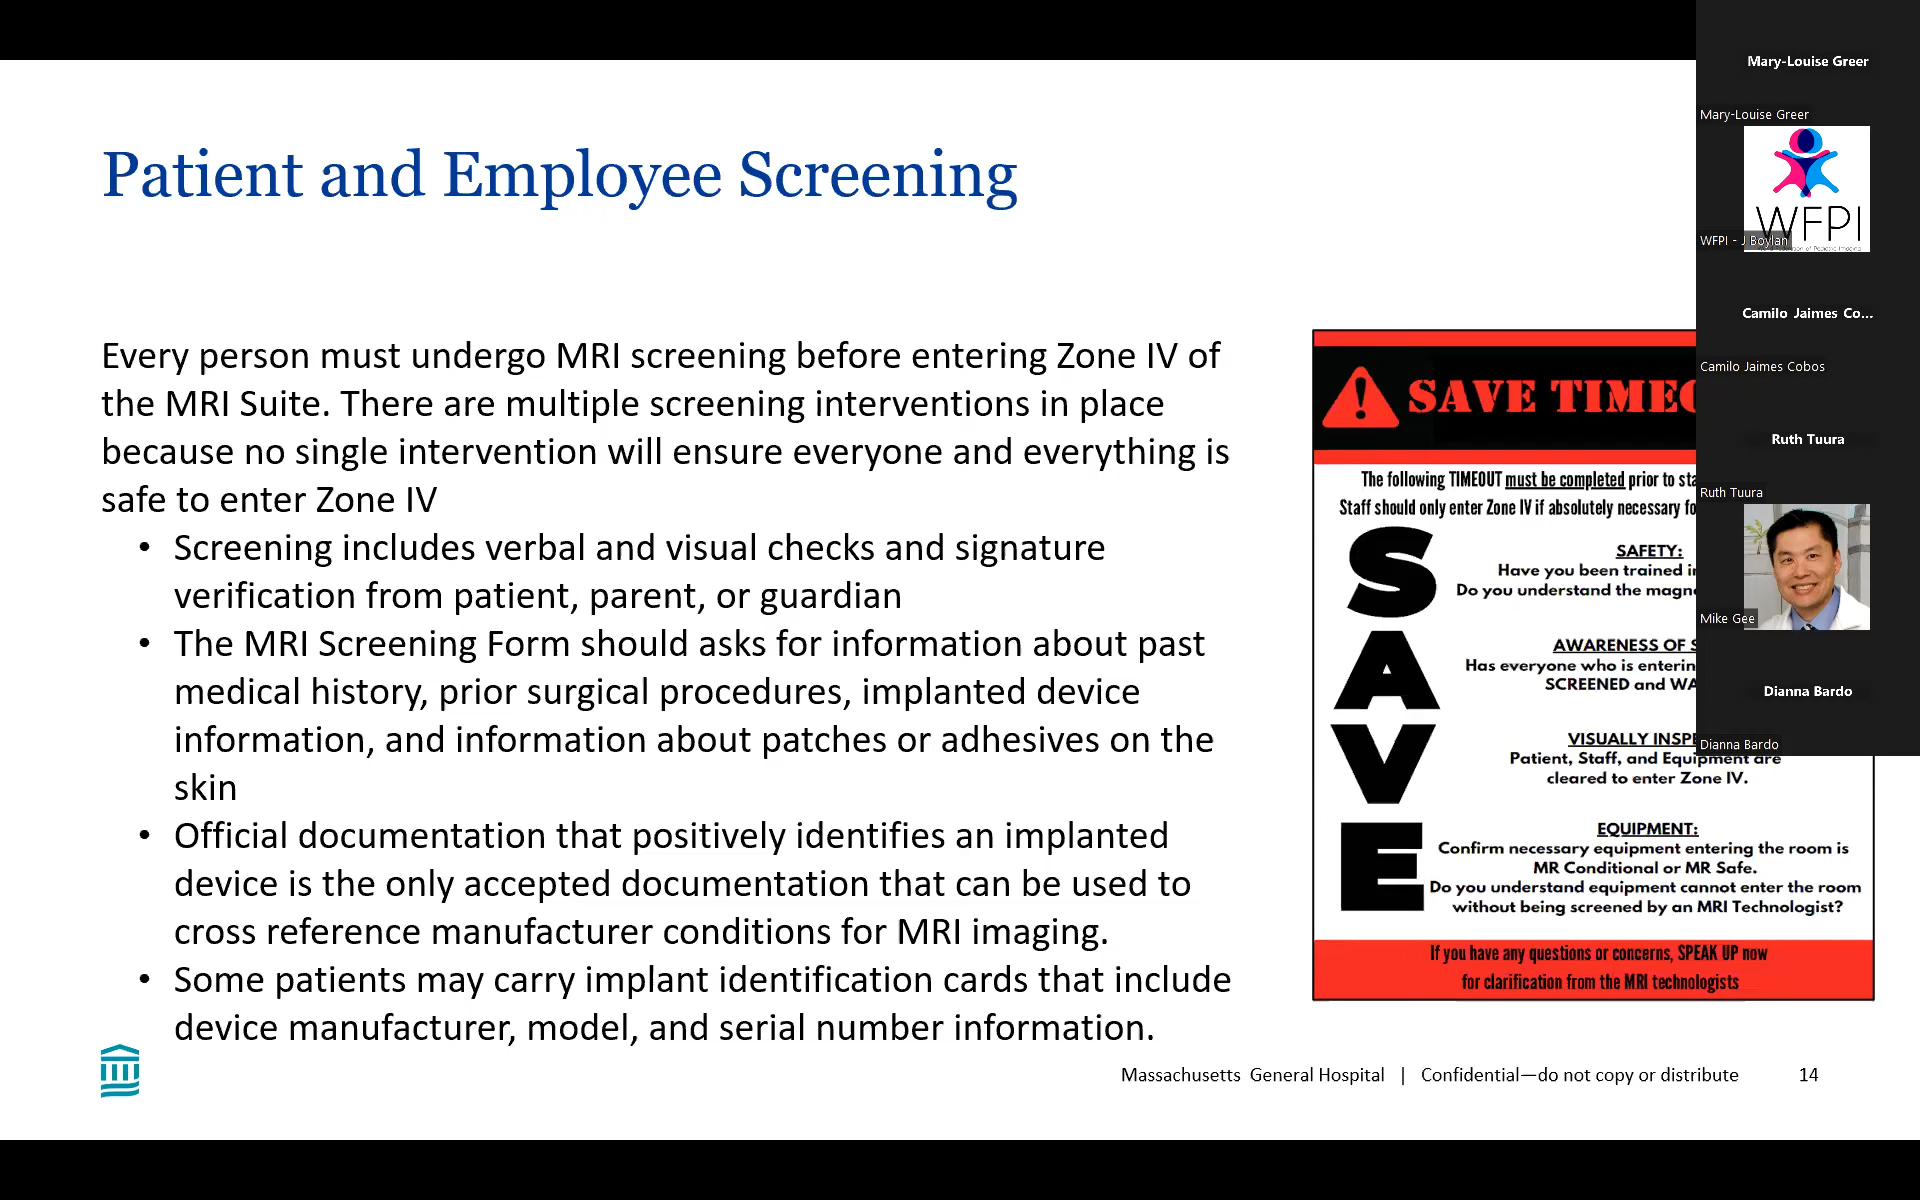 Patient and Employee Screening
Every person must undergo MRI screening before entering Zone IV of
the MRI Suite. There are multiple screening interventions in place
because no single intervention will ensure everyone and everything is
safe to enter Zone IV
• Screening includes verbal and visual checks and signature
verification from patient, parent, or guardian
• The MRI Screening Form should asks for information about past
medical history, prior surgical procedures, implanted device
information, and information about patches or adhesives on the
skin
• Official documentation that positively identifies an implanted
device is the only accepted documentation that can be used to
cross reference manufacturer conditions for MRI imaging.
• Some patients may carry implant identification cards that include
device manufacturer, model, and serial number information.
SAVE
The following TIMEOUT must be completed prior to
Staff should only enter Zone IV if absolutely necessary
S
SAFETY:
Have you been trained
Do you understand the
A
AWARENESS OF
Has everyone who is
SCREENED and
V
VISUALLY
Patient, Staff, and Equipment are
cleared to enter Zone IV.
E
EQUIPMENT:
Confirm necessary equipment entering the room is
MR Conditional or MR Safe.
Do you understand equipment cannot enter the room
without being screened by an MRI Technologist?
If you have any questions or concerns, SPEAK UP now
for clarification from the MRI technologists
Massachusetts General Hospital | Confidential—do not copy or distribute 14
Mary-Louise Greer
Mary-Louise Greer
WFPI
WFPI - J Boylan
Camilo Jaimes Co...
Camilo Jaimes Cobos
Ruth Tuura
Ruth Tuura
Mike Gee
Dianna Bardo
Dianna Bardo